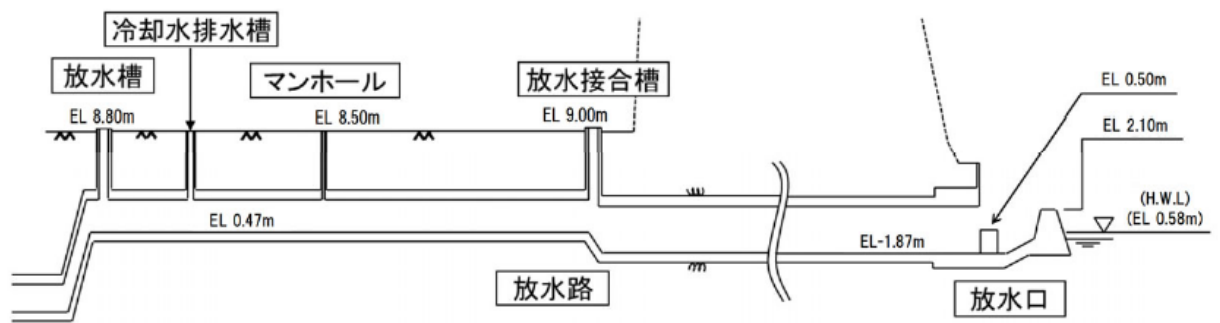 冷却水排水槽
放水槽
マンホール
放水接合槽
EL 0.50m
EL 8.80m
EL 8.50m
EL 9.00m
EL 2.10m
(H.W.L)
(EL 0.58m)
EL 0.47m
EL-1.87m
放水路
放水口